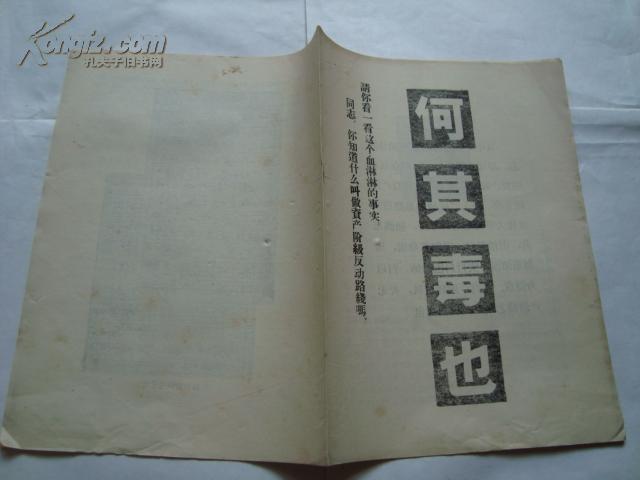 何其毒也
同志,你知道什么叫做資产阶級反动路綫嗎,
請你看一看这个血淋淋的事实,
Kongfz.com
孔夫子旧书网